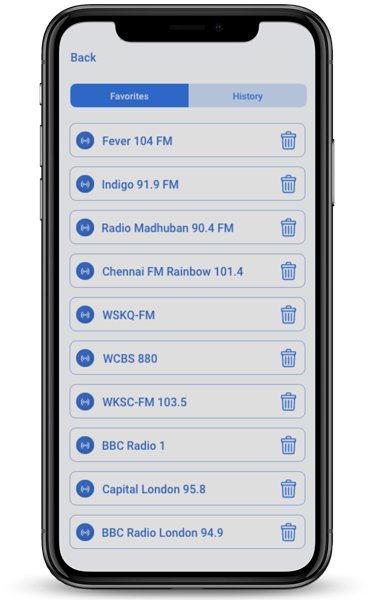 Back
Favorites History
Fever 104 FM
Indigo 91.9 FM
Radio Madhuban 90.4 FM
Chennai FM Rainbow 101.4
WSKQ-FM
WCBS 880
WKSC-FM 103.5
BBC Radio 1
Capital London 95.8
BBC Radio London 94.9